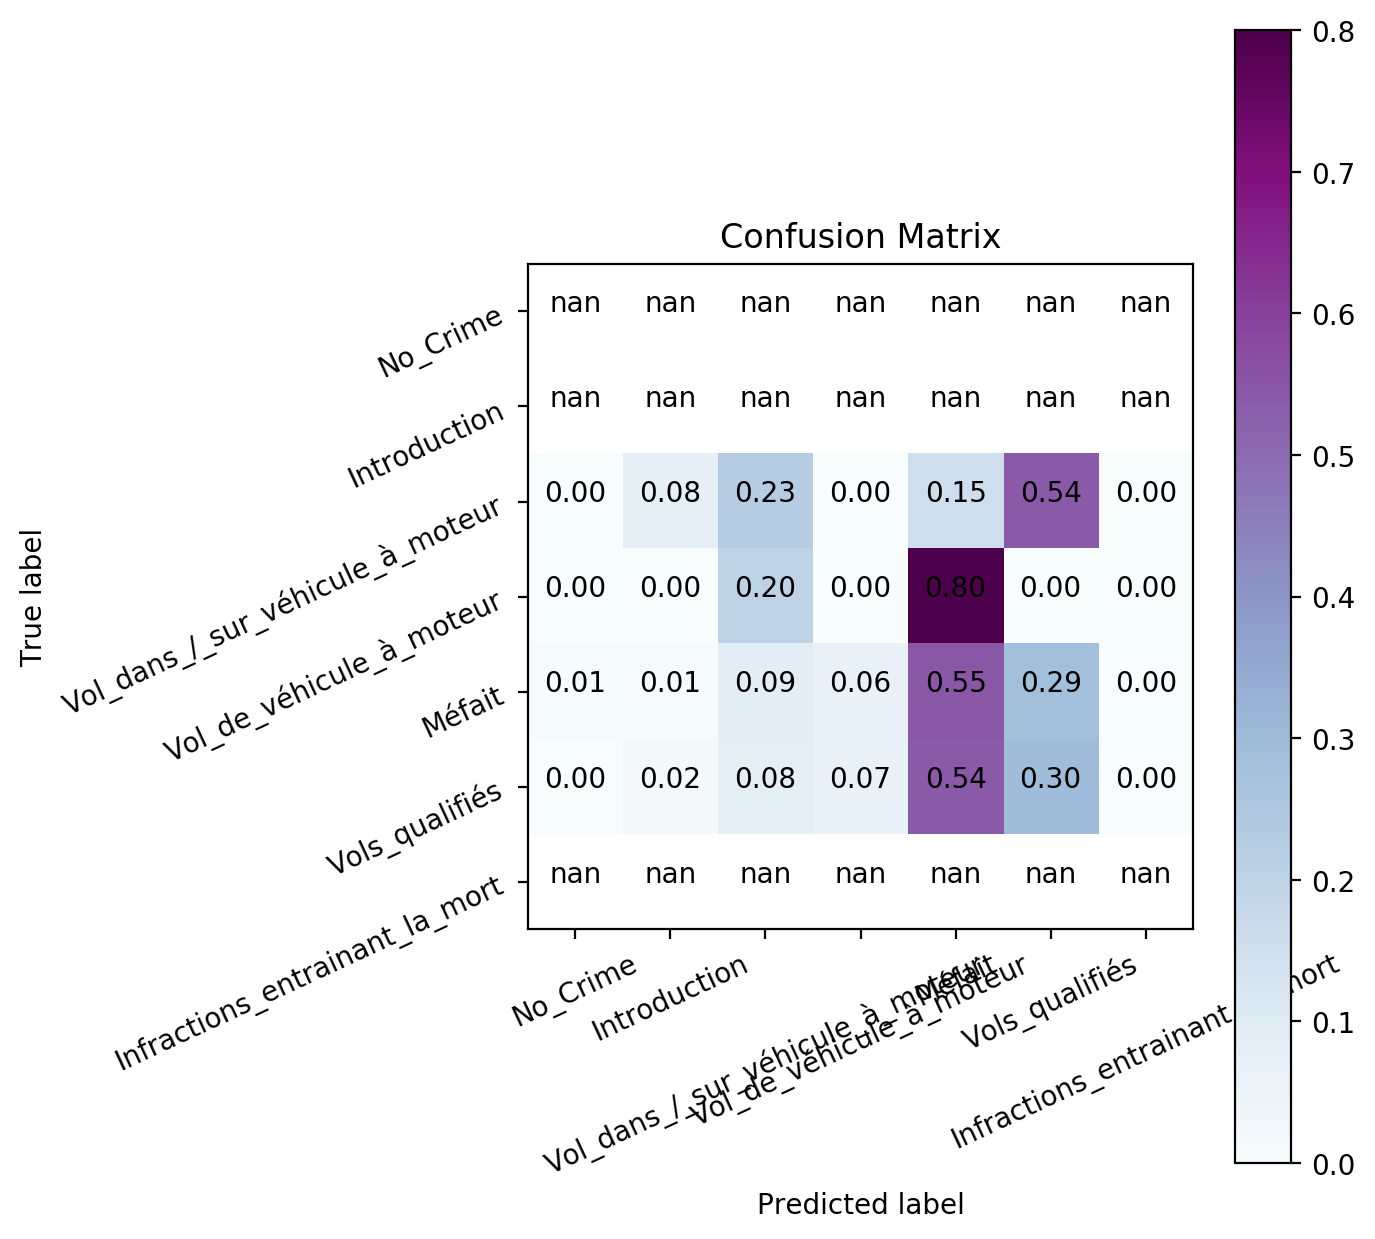 Confusion Matrix
True label
No_Crime
nan nan nan nan nan nan nan
Introduction
nan nan nan nan nan nan nan
Vol_dans_/_sur_véhicule_à_moteur
0.00 0.08 0.23 0.00 0.15 0.54 0.00
Vol_de_véhicule_à_moteur
0.00 0.00 0.20 0.00 0.80 0.00 0.00
Méfait
0.01 0.01 0.09 0.06 0.55 0.29 0.00
Vols_qualifiés
0.00 0.02 0.08 0.07 0.54 0.30 0.00
Infractions_entrainant_la_mort
nan nan nan nan nan nan nan
No_Crime
Introduction
Vol_dans_/_sur_véhicule_à_moteur
Vol_de_véhicule_à_moteur
Méfait
Vols_qualifiés
Infractions_entrainant
Predicted label
0.8
0.7
0.6
0.5
0.4
0.3
0.2
0.1
0.0